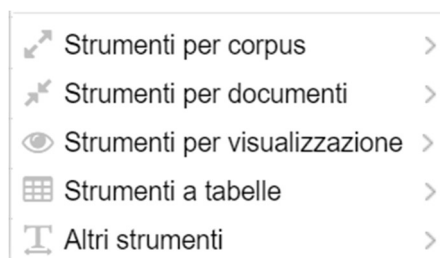 Strumenti per corpus
Strumenti per documenti
Strumenti per visualizzazione
Strumenti a tabelle
Altri strumenti